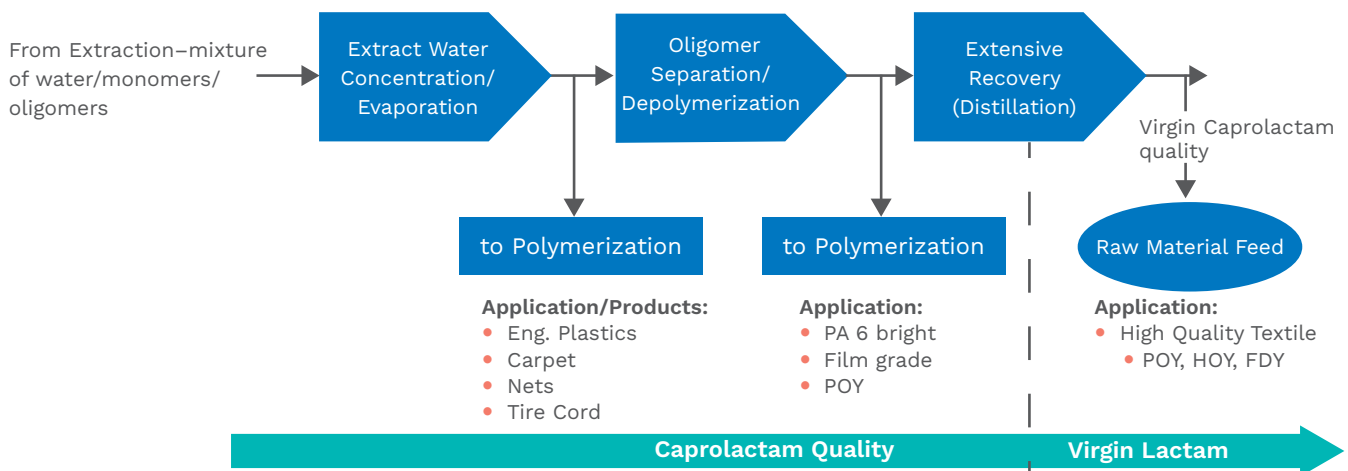 From Extraction–mixture
of water/monomers/
oligomers
Extract Water
Concentration/
Evaporation
Oligomer
Separation/
Depolymerization
Extensive
Recovery
(Distillation)
Virgin Caprolactam
quality
to Polymerization
to Polymerization
Raw Material Feed
Application/Products:
• Eng. Plastics
• Carpet
• Nets
• Tire Cord
Application:
• PA 6 bright
• Film grade
• POY
Application:
• High Quality Textile
• POY, HOY, FDY
Caprolactam Quality
Virgin Lactam